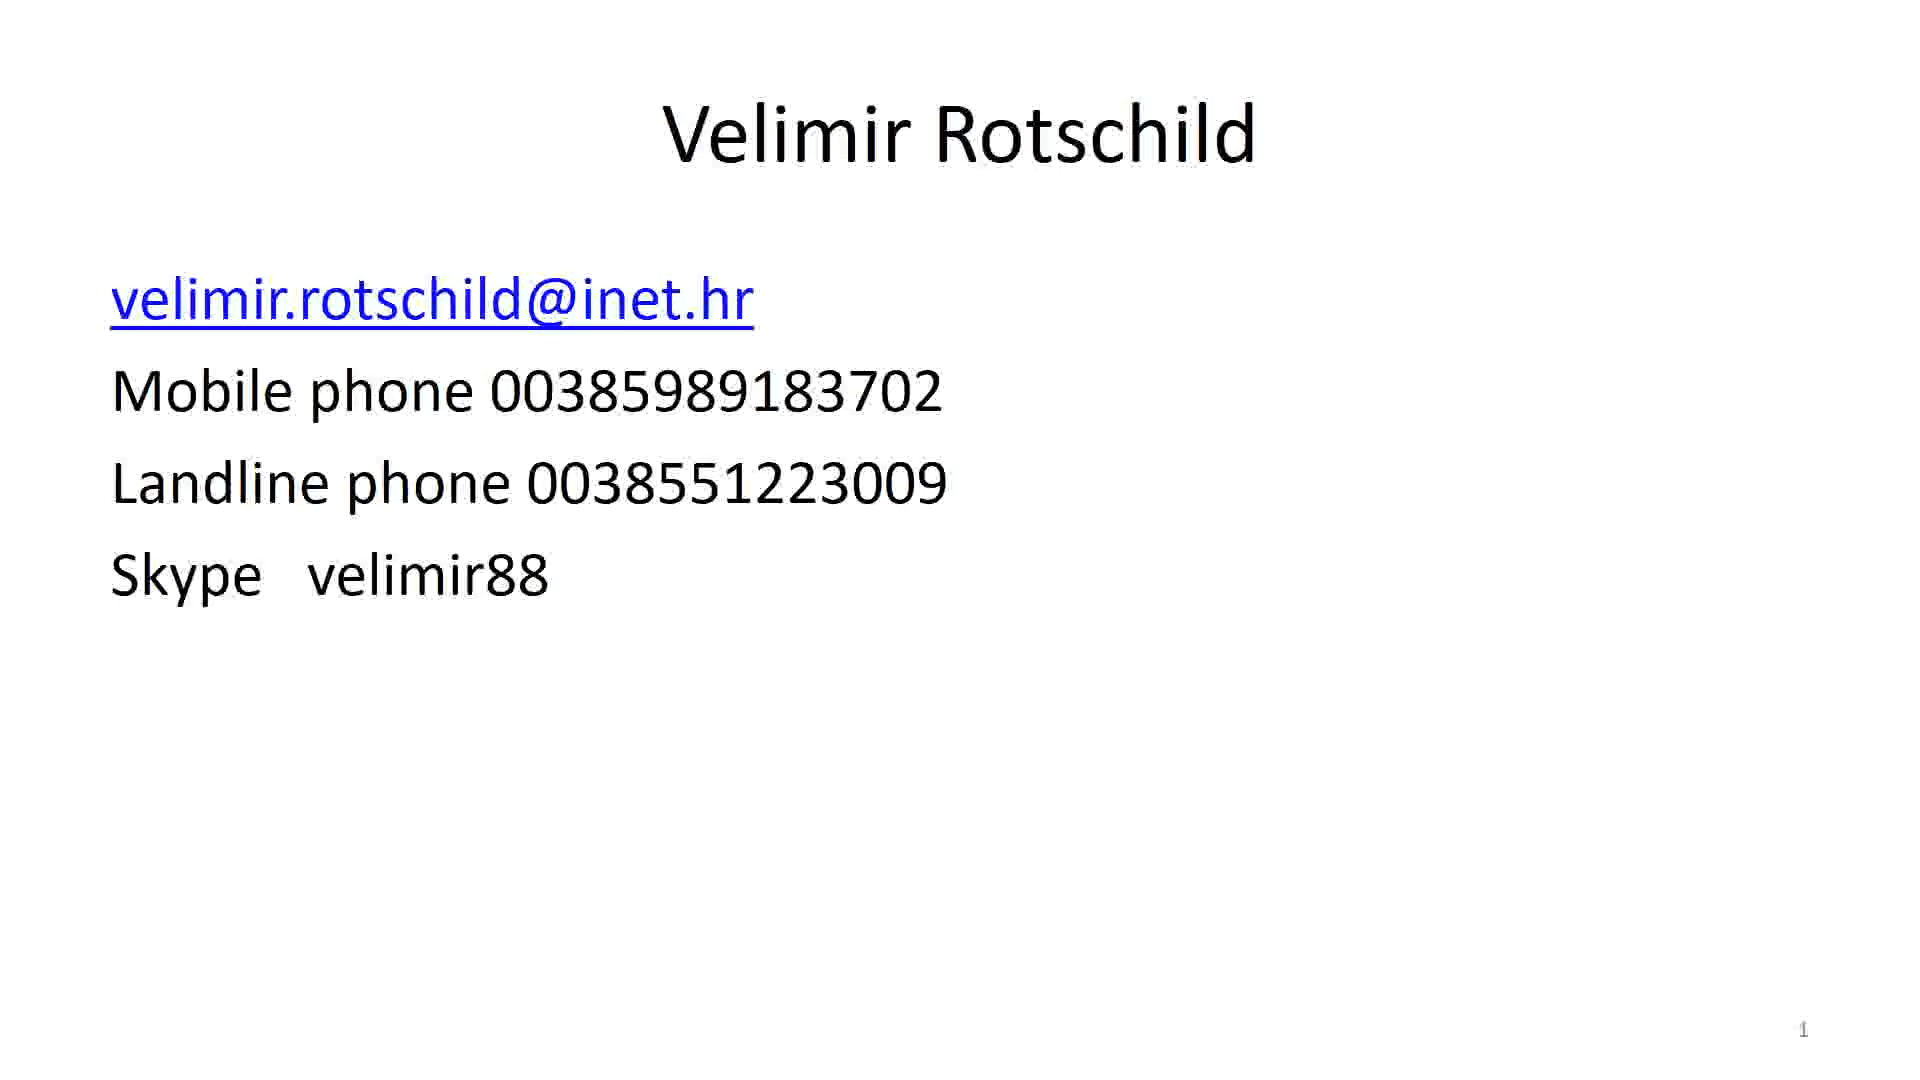 Velimir Rotschild
velimir.rotschild@inet.hr
Mobile phone 00385989183702
Landline phone 0038551223009
Skype   velimir88
1